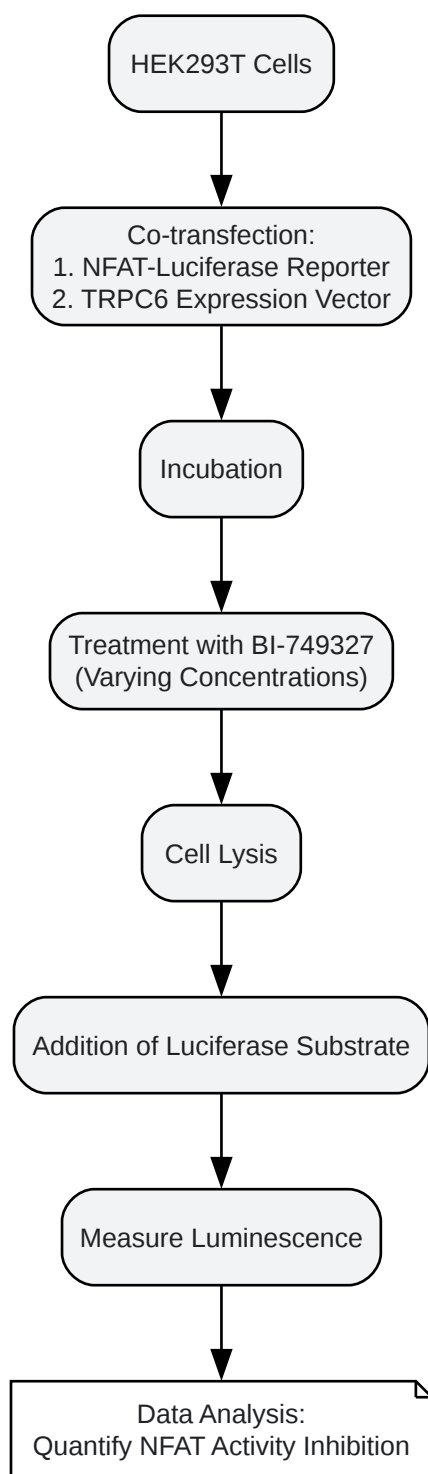 HEK293T Cells
Co-transfection:
1. NFAT-Luciferase Reporter
2. TRPC6 Expression Vector
Incubation
Treatment with BI-749327
(Varying Concentrations)
Cell Lysis
Addition of Luciferase Substrate
Measure Luminescence
Data Analysis:
Quantify NFAT Activity Inhibition